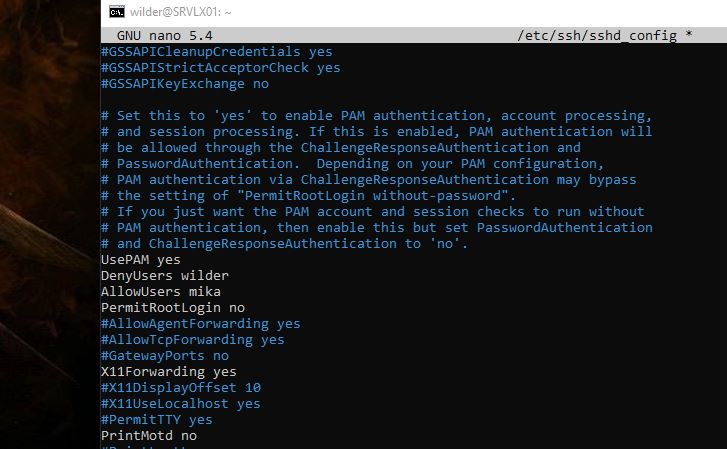 wilder@SRVLX01: ~
GNU nano 5.4 /etc/ssh/sshd_config *
#GSSAPICleanupCredentials yes
#GSSAPIStrictAcceptorCheck yes
#GSSAPIKeyExchange no
# Set this to 'yes' to enable PAM authentication, account processing,
# and session processing. If this is enabled, PAM authentication will
# be allowed through the ChallengeResponseAuthentication and
# PasswordAuthentication.  Depending on your PAM configuration,
# PAM authentication via ChallengeResponseAuthentication may bypass
# the setting of "PermitRootLogin without-password".
# If you just want the PAM account and session checks to run without
# PAM authentication, then enable this but set PasswordAuthentication
# and ChallengeResponseAuthentication to 'no'.
UsePAM yes
DenyUsers wilder
AllowUsers mika
PermitRootLogin no
#AllowAgentForwarding yes
#AllowTcpForwarding yes
#GatewayPorts no
X11Forwarding yes
#X11DisplayOffset 10
#X11UseLocalhost yes
#PermitTTY yes
PrintMotd no